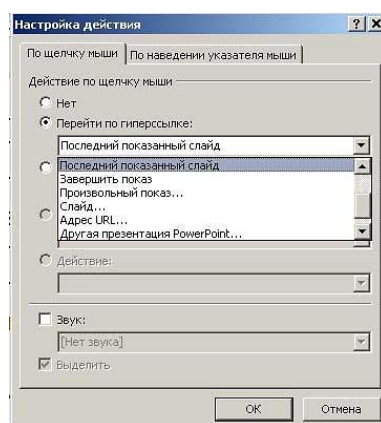 Настройка действия
По щелчку мыши По наведении указателя мыши
Действие по щелчку мыши
Нет
Перейти по гиперссылке:
Последний показанный слайд
Последний показанный слайд
Завершить показ
Произвольный показ...
Слайд...
Адрес URL...
Другая презентация PowerPoint...
Действие:
Звук:
[Нет звука]
Выделить
ОК Отмена